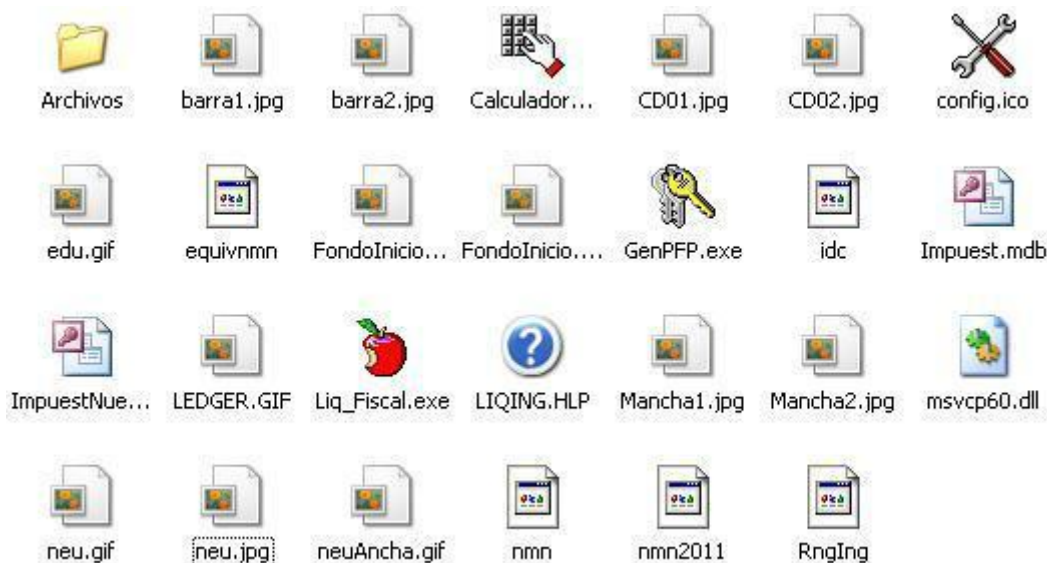 Archivos barra1.jpg barra2.jpg Calculador... CD01.jpg CD02.jpg config.ico
edu.gif equivnmn FondoInicio... FondoInicio.... GenPFP.exe idc Impuest.mdb
ImpuestNue... LEDGER.GIF Liq_Fiscal.exe LIQING.HLP Mancha1.jpg Mancha2.jpg msvcp60.dll
neu.gif neu.jpg neuAncha.gif nmn nmn2011 RngIng